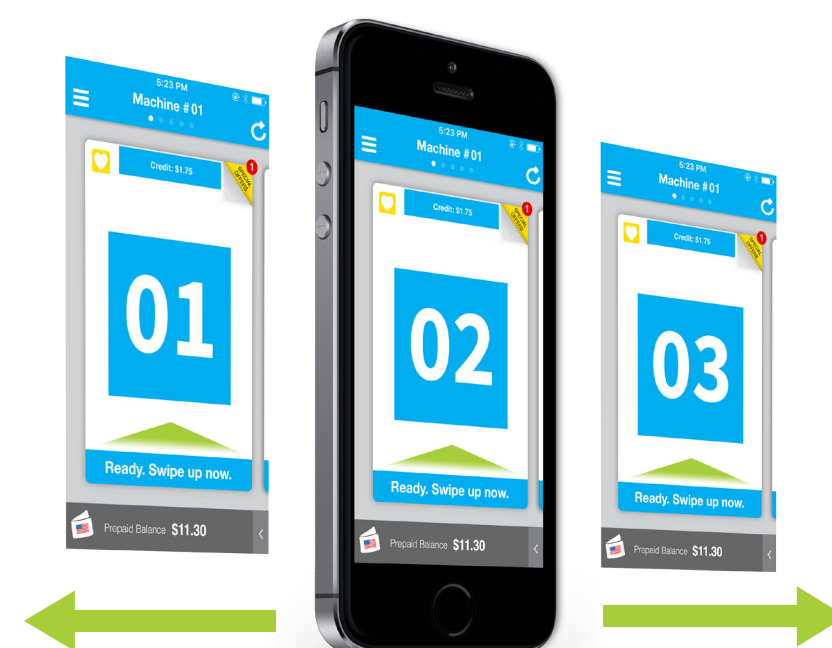 5:23 PM
Machine #01
Credit: $1.75
SPECIAL
OFFERS
1
01
Ready. Swipe up now.
Prepaid Balance $11.30
5:23 PM
Machine #01
Credit: $1.75
SPECIAL
OFFERS
1
02
Ready. Swipe up now.
Prepaid Balance $11.30
5:23 PM
Machine #01
Credit: $1.75
SPECIAL
OFFERS
1
03
Ready. Swipe up now.
Prepaid Balance $11.30